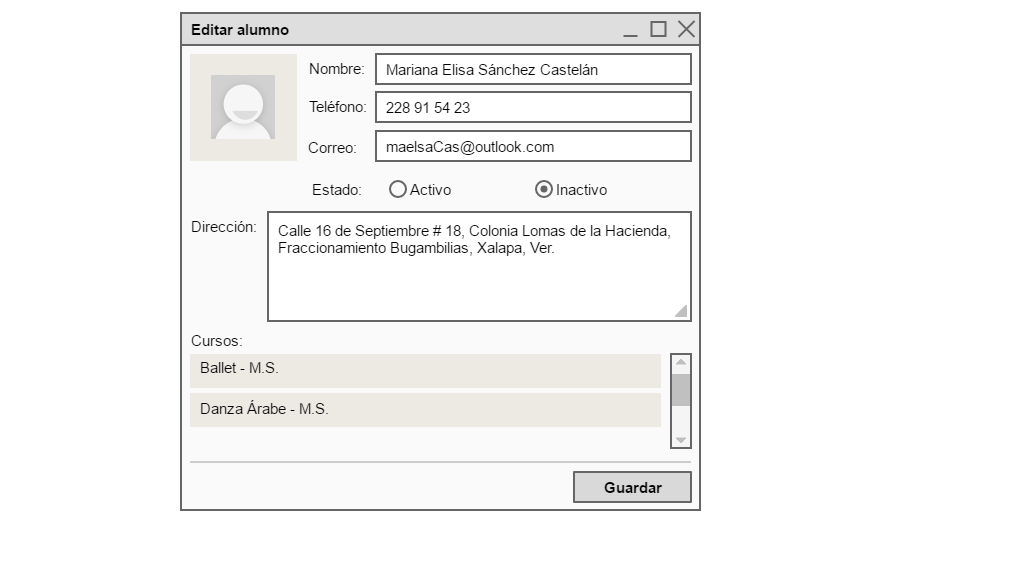 Editar alumno
Nombre: Mariana Elisa Sánchez Castelán
Teléfono: 228 91 54 23
Correo: maelsaCas@outlook.com
Estado: Activo Inactivo
Dirección: Calle 16 de Septiembre # 18, Colonia Lomas de la Hacienda,
Fraccionamiento Bugambilias, Xalapa, Ver.
Cursos:
Ballet - M.S.
Danza Árabe - M.S.
Guardar